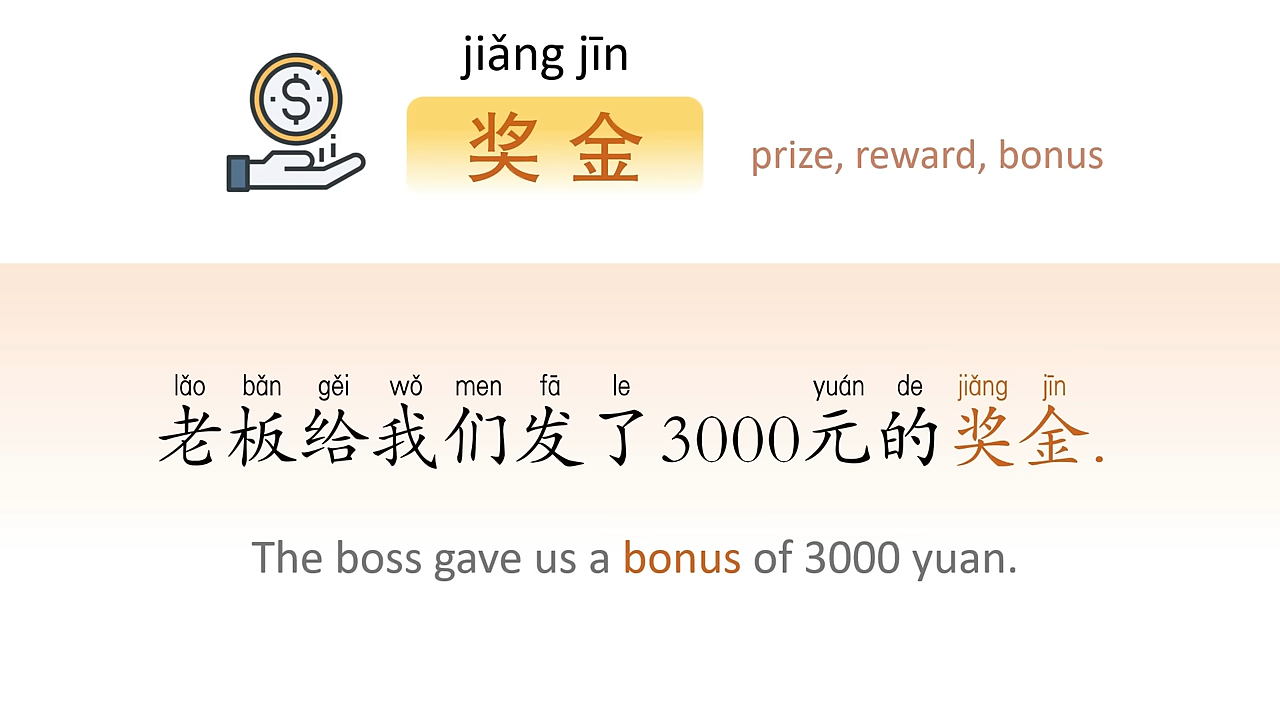 jiǎng jīn
奖金
prize, reward, bonus
lǎo bǎn gěi wǒ men fā le yuán de jiǎng jīn
老板给我们发了3000元的奖金.
The boss gave us a bonus of 3000 yuan.